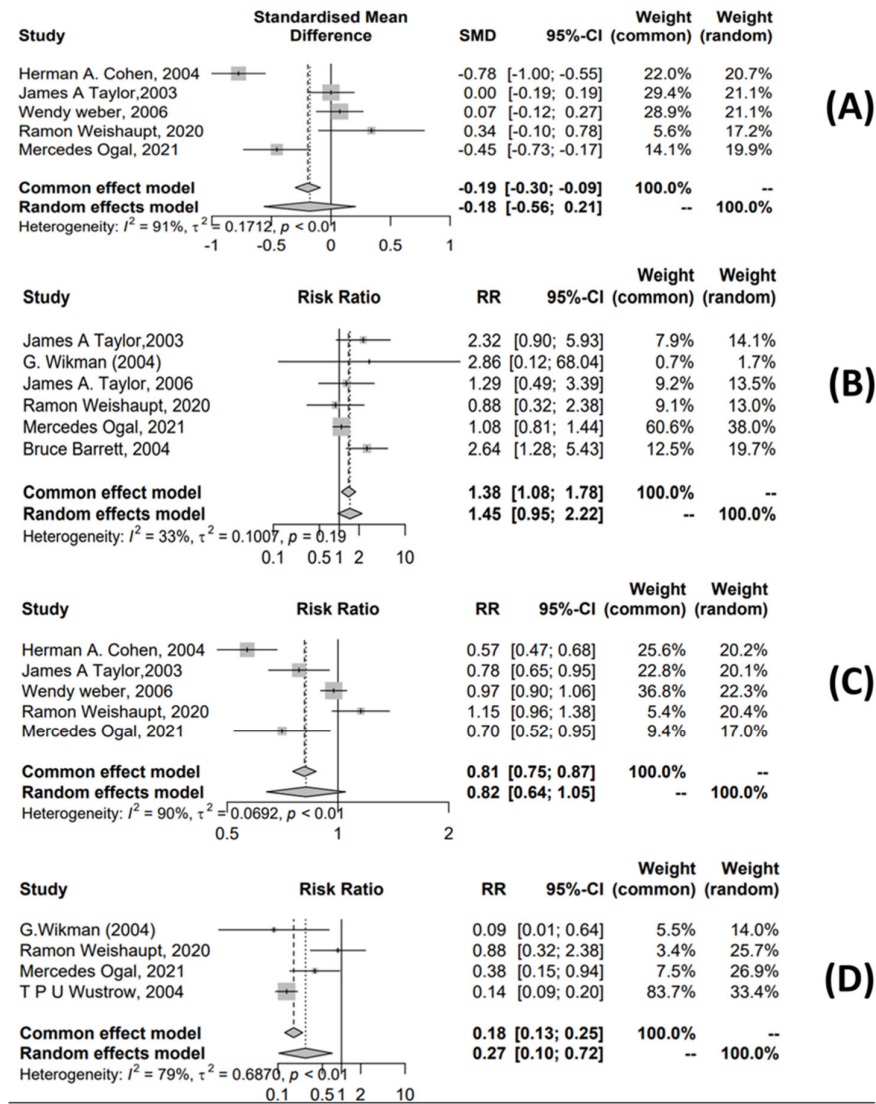 Standardised Mean Weight Weight
Study Difference SMD 95%-CI (common) (random)
Herman A. Cohen, 2004 -0.78 [-1.00; -0.55] 22.0% 20.7%
James A Taylor,2003 0.00 [-0.19; 0.19] 29.4% 21.1%
Wendy weber, 2006 0.07 [-0.12; 0.27] 28.9% 21.1%
Ramon Weishaupt, 2020 0.34 [-0.10; 0.78] 5.6% 17.2%
Mercedes Ogal, 2021 -0.45 [-0.73; -0.17] 14.1% 19.9%
(A)
Common effect model -0.19 [-0.30; -0.09] 100.0% --
Random effects model -0.18 [-0.56; 0.21] -- 100.0%
Heterogeneity: I² = 91%, τ² = 0.1712, p < 0.01
-1 -0.5 0 0.5 1
Weight Weight
Study Risk Ratio RR 95%-CI (common) (random)
James A Taylor,2003 2.32 [0.90; 5.93] 7.9% 14.1%
G. Wikman (2004) 2.86 [0.12; 68.04] 0.7% 1.7%
James A. Taylor, 2006 1.29 [0.49; 3.39] 9.2% 13.5%
Ramon Weishaupt, 2020 0.88 [0.32; 2.38] 9.1% 13.0%
Mercedes Ogal, 2021 1.08 [0.81; 1.44] 60.6% 38.0%
Bruce Barrett, 2004 2.64 [1.28; 5.43] 12.5% 19.7%
(B)
Common effect model 1.38 [1.08; 1.78] 100.0% --
Random effects model 1.45 [0.95; 2.22] -- 100.0%
Heterogeneity: I² = 33%, τ² = 0.1007, p = 0.19
0.1 0.5 1 2 10
Weight Weight
Study Risk Ratio RR 95%-CI (common) (random)
Herman A. Cohen, 2004 0.57 [0.47; 0.68] 25.6% 20.2%
James A Taylor,2003 0.78 [0.65; 0.95] 22.8% 20.1%
Wendy weber, 2006 0.97 [0.90; 1.06] 36.8% 22.3%
Ramon Weishaupt, 2020 1.15 [0.96; 1.38] 5.4% 20.4%
Mercedes Ogal, 2021 0.70 [0.52; 0.95] 9.4% 17.0%
(C)
Common effect model 0.81 [0.75; 0.87] 100.0% --
Random effects model 0.82 [0.64; 1.05] -- 100.0%
Heterogeneity: I² = 90%, τ² = 0.0692, p < 0.01
0.5 1 2
Weight Weight
Study Risk Ratio RR 95%-CI (common) (random)
G.Wikman (2004) 0.09 [0.01; 0.64] 5.5% 14.0%
Ramon Weishaupt, 2020 0.88 [0.32; 2.38] 3.4% 25.7%
Mercedes Ogal, 2021 0.38 [0.15; 0.94] 7.5% 26.9%
T P U Wustrow, 2004 0.14 [0.09; 0.20] 83.7% 33.4%
(D)
Common effect model 0.18 [0.13; 0.25] 100.0% --
Random effects model 0.27 [0.10; 0.72] -- 100.0%
Heterogeneity: I² = 79%, τ² = 0.6870, p < 0.01
0.1 0.5 1 2 10